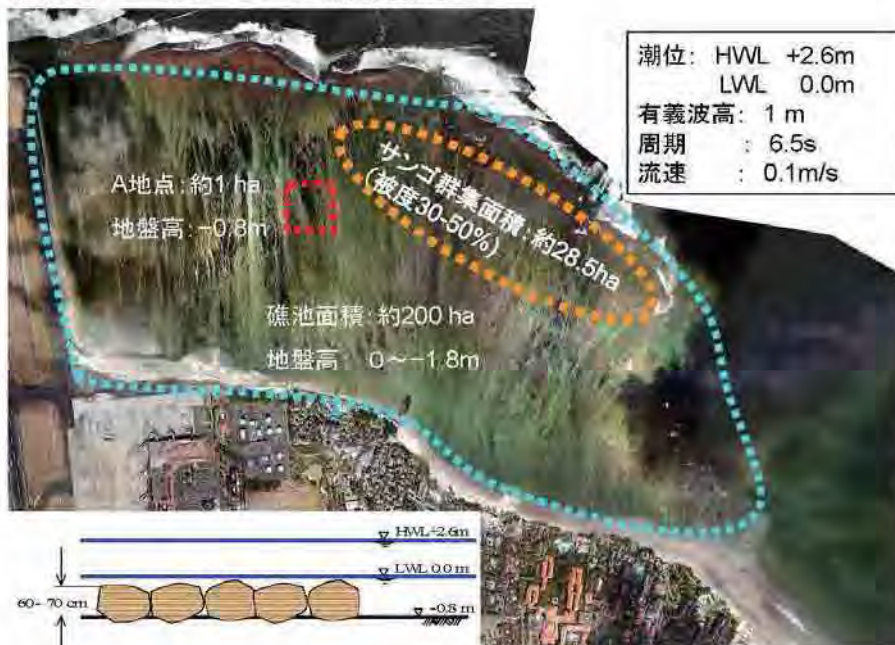 潮位: HWL +2.6m
LWL 0.0m
有義波高: 1 m
周期 : 6.5s
流速 : 0.1m/s
サンゴ群集面積:約28.5ha
(被度30-50%)
A地点:約1 ha
地盤高:-0.8m
礁池面積:約200 ha
地盤高: 0~-1.8m
HWL+2.6m
LWL 0.0 m
60~70 cm
-0.8 m